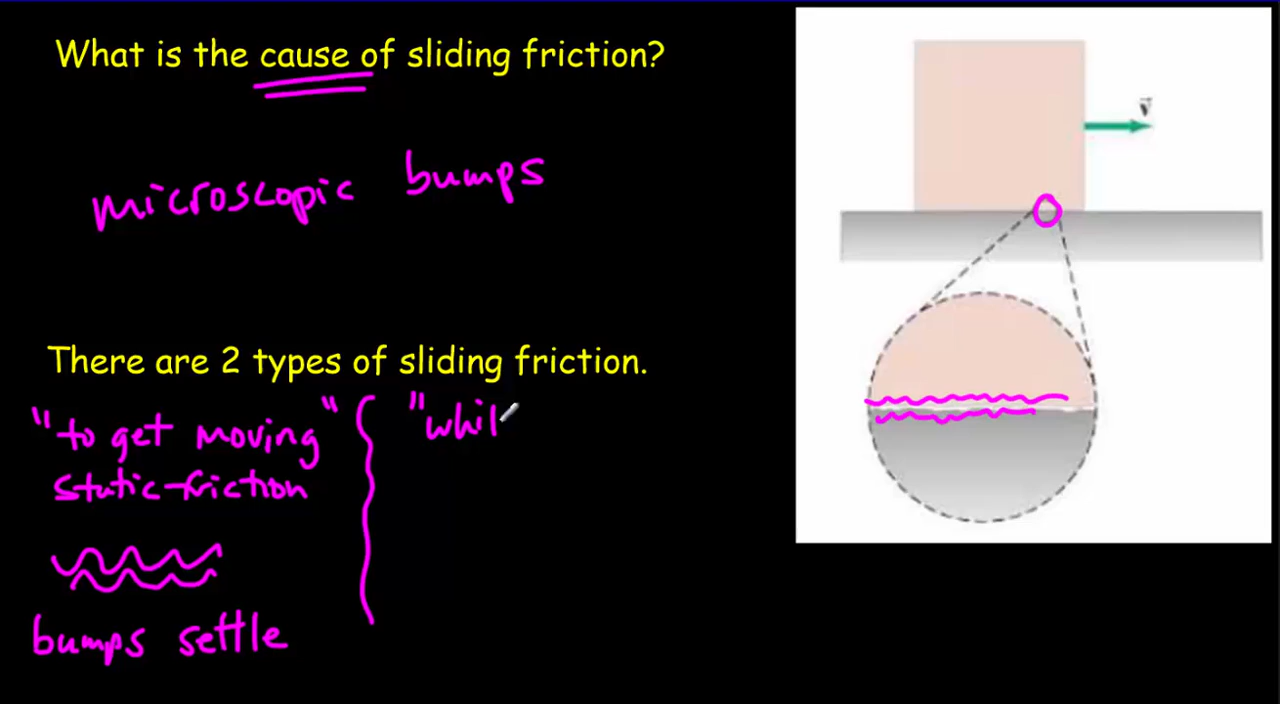 What is the cause of sliding friction?
microscopic bumps
There are 2 types of sliding friction.
"to get moving"
static friction
bumps settle
"whil
v